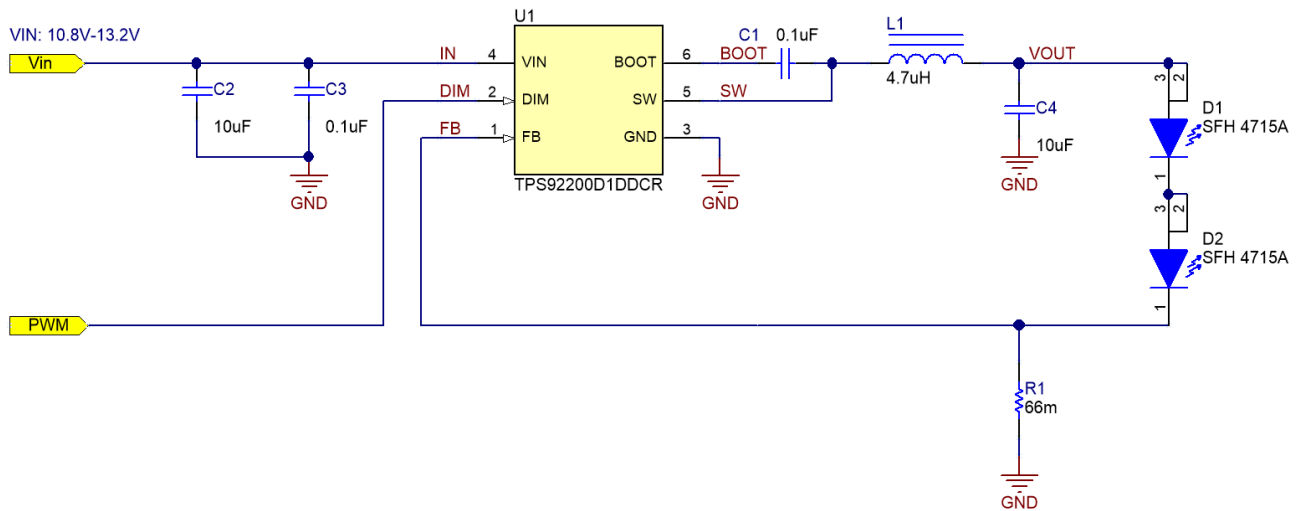 VIN: 10.8V-13.2V
Vin
C2
10uF
C3
0.1uF
GND
IN
DIM
FB
4
2
1
U1
VIN
DIM
FB
BOOT
SW
GND
TPS92200D1DDCR
6
5
3
BOOT
SW
GND
C1
0.1uF
L1
4.7uH
VOUT
C4
10uF
GND
3
2
D1
SFH 4715A
1
3
2
D2
SFH 4715A
1
PWM
R1
66m
GND